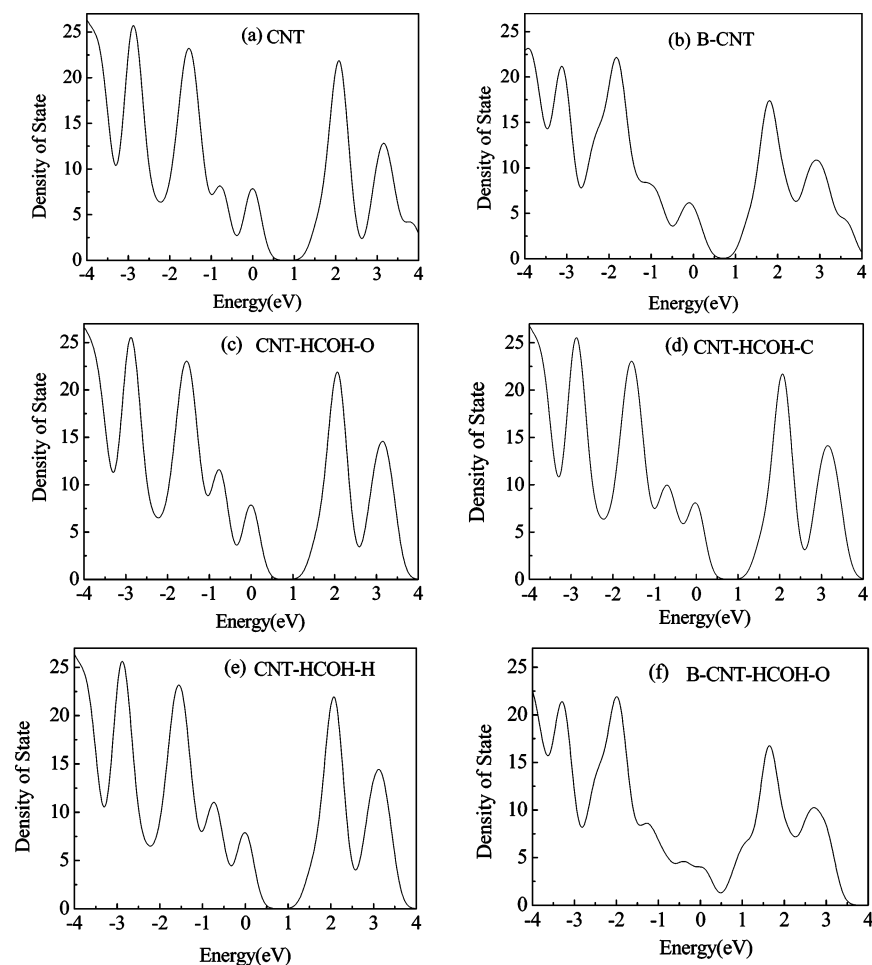 (a) CNT
Density of State
25
20
15
10
5
0
-4 -3 -2 -1 0 1 2 3 4
Energy(eV)
(b) B-CNT
Density of State
25
20
15
10
5
0
-4 -3 -2 -1 0 1 2 3 4
Energy(eV)
(c) CNT-HCOH-O
Density of State
25
20
15
10
5
0
-4 -3 -2 -1 0 1 2 3 4
Energy(eV)
(d) CNT-HCOH-C
Density of State
25
20
15
10
5
0
-4 -3 -2 -1 0 1 2 3 4
Energy(eV)
(e) CNT-HCOH-H
Density of State
25
20
15
10
5
0
-4 -3 -2 -1 0 1 2 3 4
Energy(eV)
(f) B-CNT-HCOH-O
Density of State
25
20
15
10
5
0
-4 -3 -2 -1 0 1 2 3 4
Energy(eV)